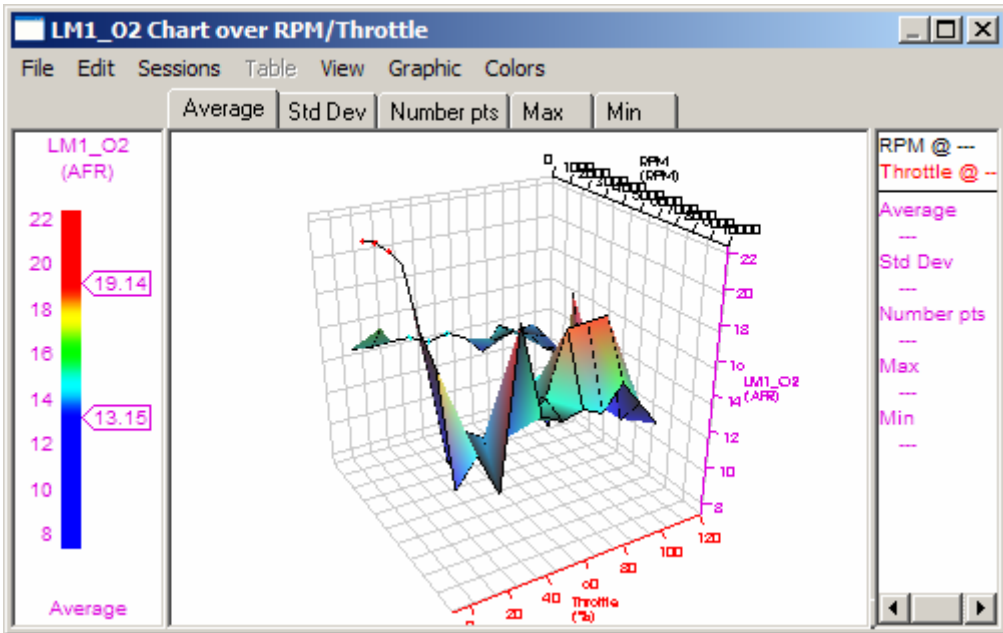 LM1_O2 Chart over RPM/Throttle
File Edit Sessions Table View Graphic Colors
Average Std Dev Number pts Max Min
LM1_O2
(AFR)
22
20
19.14
18
16
14
13.15
12
10
8
Average
0
RPM
(RPM)
22
20
18
14
12
10
8
LM1_O2
(AFR)
20
40
80
100
120
Throttle
(%)
RPM @ ---
Throttle @ --
Average
---
Std Dev
---
Number pts
---
Max
---
Min
---